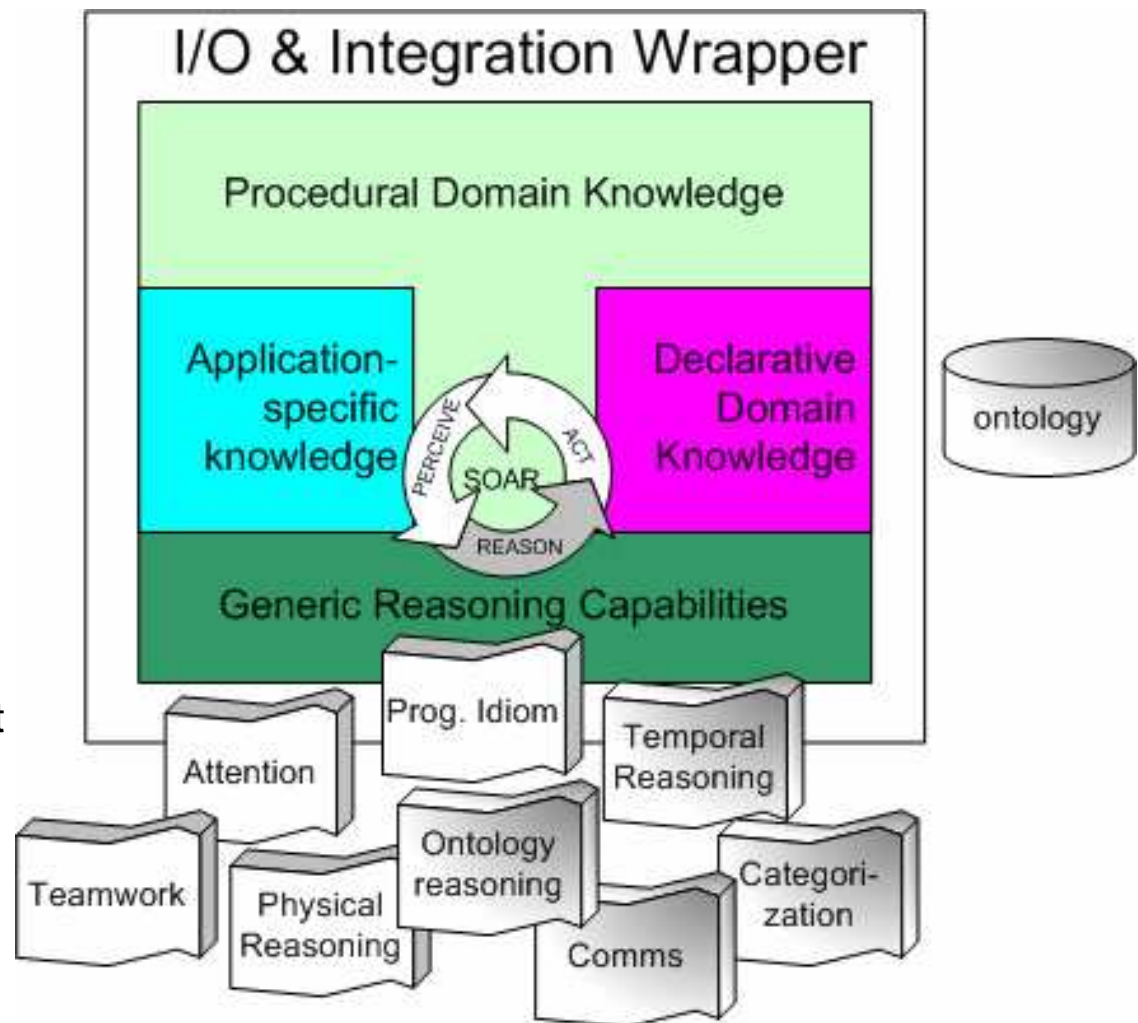 I/O & Integration Wrapper
Procedural Domain Knowledge
Application-
specific
knowledge
Declarative
Domain
Knowledge
PERCEIVE
ACT
SOAR
REASON
ontology
Generic Reasoning Capabilities
t
Prog. Idiom
Attention
Temporal
Reasoning
Teamwork
Physical
Reasoning
Ontology
reasoning
Comms
Categori-
zation